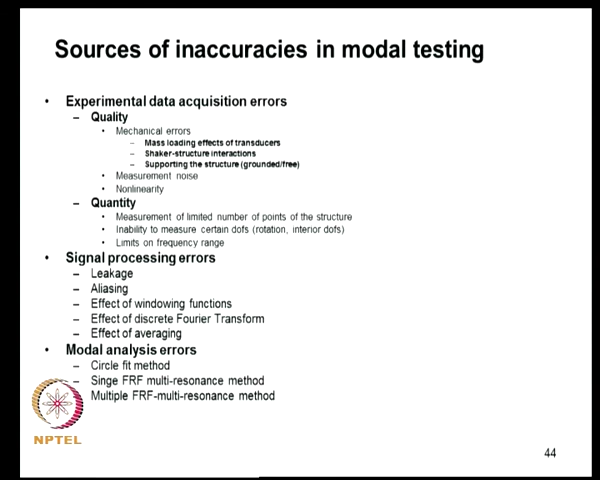 Sources of inaccuracies in modal testing
• Experimental data acquisition errors
– Quality
• Mechanical errors
– Mass loading effects of transducers
– Shaker-structure interactions
– Supporting the structure (grounded/free)
• Measurement noise
• Nonlinearity
– Quantity
• Measurement of limited number of points of the structure
• Inability to measure certain dofs (rotation, interior dofs)
• Limits on frequency range
• Signal processing errors
– Leakage
– Aliasing
– Effect of windowing functions
– Effect of discrete Fourier Transform
– Effect of averaging
• Modal analysis errors
– Circle fit method
– Singe FRF multi-resonance method
Multiple FRF-multi-resonance method
NPTEL
44